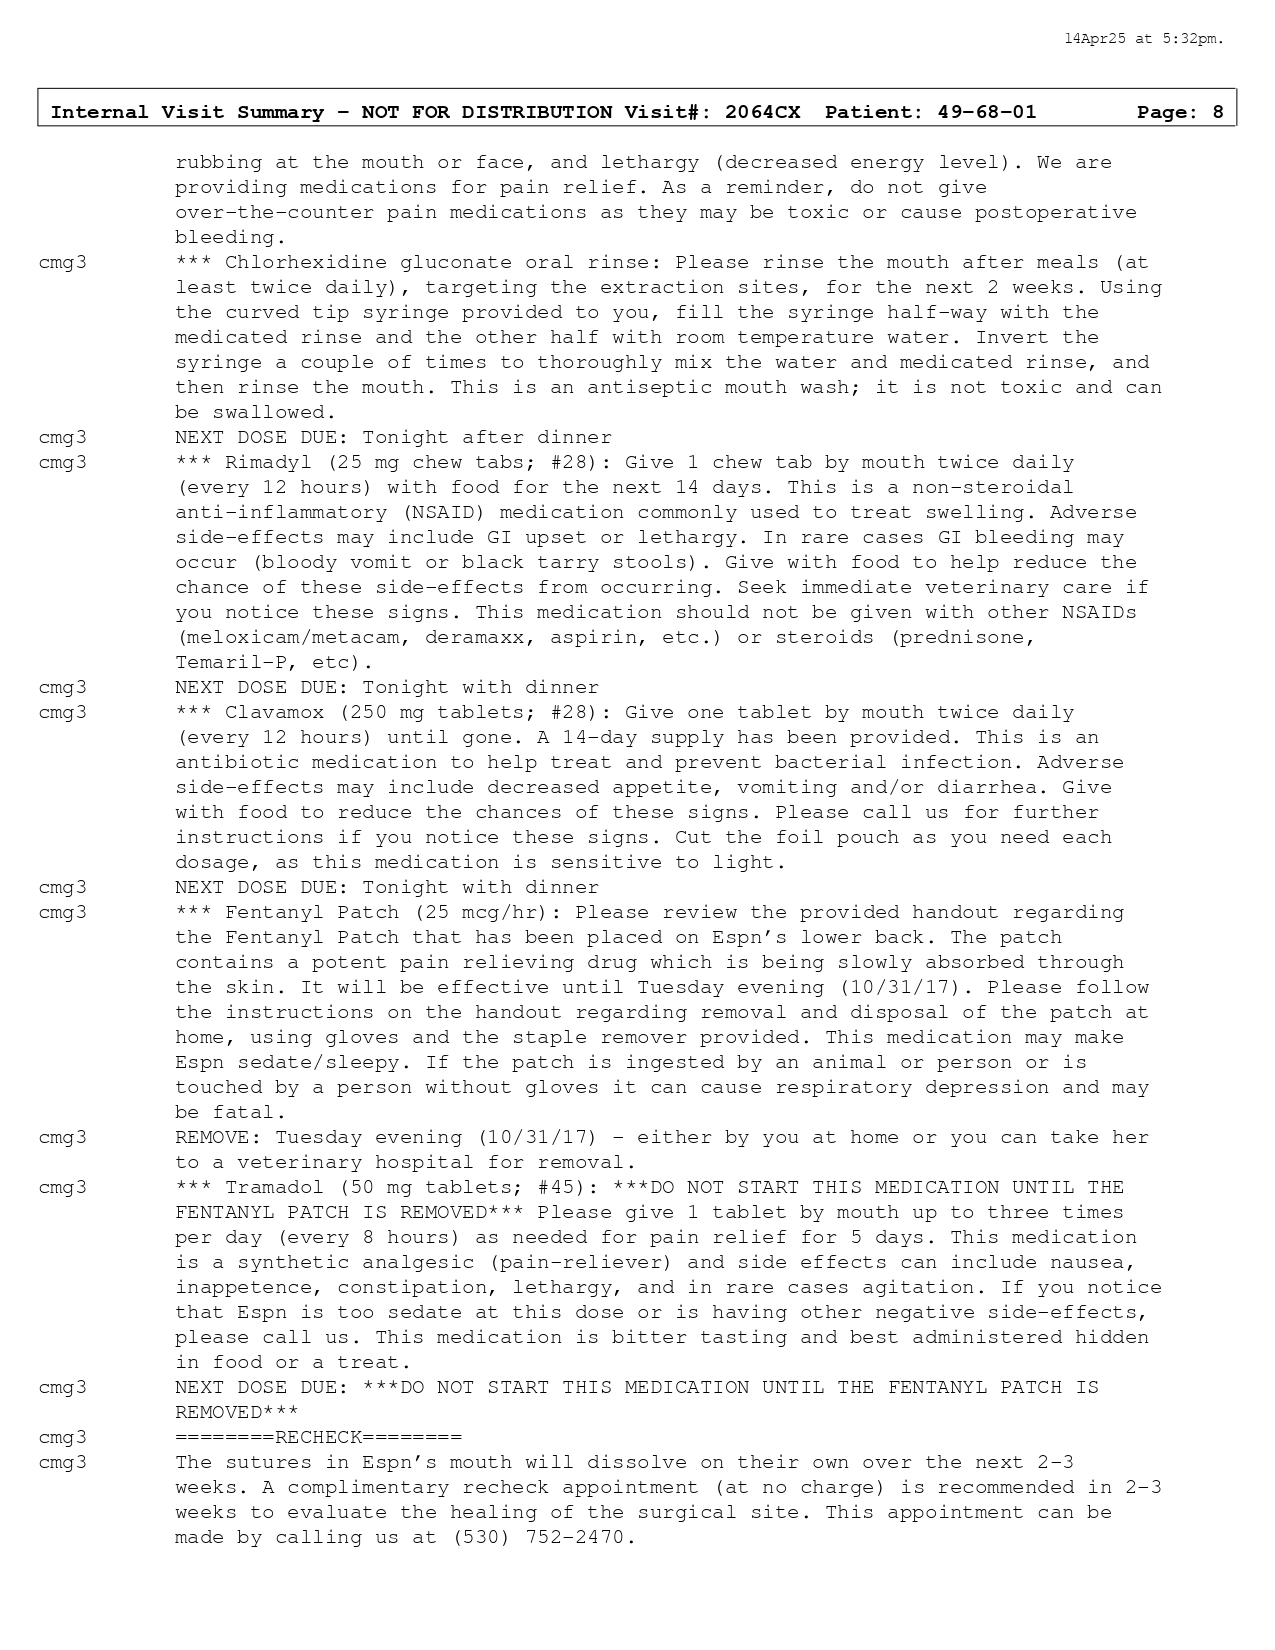 14Apr25 at 5:32pm.
Internal Visit Summary - NOT FOR DISTRIBUTION Visit#: 2064CX Patient: 49-68-01 Page: 8
rubbing at the mouth or face, and lethargy (decreased energy level). We are
providing medications for pain relief. As a reminder, do not give
over-the-counter pain medications as they may be toxic or cause postoperative
bleeding.
cmg3 *** Chlorhexidine gluconate oral rinse: Please rinse the mouth after meals (at
least twice daily), targeting the extraction sites, for the next 2 weeks. Using
the curved tip syringe provided to you, fill the syringe half-way with the
medicated rinse and the other half with room temperature water. Invert the
syringe a couple of times to thoroughly mix the water and medicated rinse, and
then rinse the mouth. This is an antiseptic mouth wash; it is not toxic and can
be swallowed.
cmg3 NEXT DOSE DUE: Tonight after dinner
cmg3 *** Rimadyl (25 mg chew tabs; #28): Give 1 chew tab by mouth twice daily
(every 12 hours) with food for the next 14 days. This is a non-steroidal
anti-inflammatory (NSAID) medication commonly used to treat swelling. Adverse
side-effects may include GI upset or lethargy. In rare cases GI bleeding may
occur (bloody vomit or black tarry stools). Give with food to help reduce the
chance of these side-effects from occurring. Seek immediate veterinary care if
you notice these signs. This medication should not be given with other NSAIDs
(meloxicam/metacam, deramaxx, aspirin, etc.) or steroids (prednisone,
Temaril-P, etc).
cmg3 NEXT DOSE DUE: Tonight with dinner
cmg3 *** Clavamox (250 mg tablets; #28): Give one tablet by mouth twice daily
(every 12 hours) until gone. A 14-day supply has been provided. This is an
antibiotic medication to help treat and prevent bacterial infection. Adverse
side-effects may include decreased appetite, vomiting and/or diarrhea. Give
with food to reduce the chances of these signs. Please call us for further
instructions if you notice these signs. Cut the foil pouch as you need each
dosage, as this medication is sensitive to light.
cmg3 NEXT DOSE DUE: Tonight with dinner
cmg3 *** Fentanyl Patch (25 mcg/hr): Please review the provided handout regarding
the Fentanyl Patch that has been placed on Espn's lower back. The patch
contains a potent pain relieving drug which is being slowly absorbed through
the skin. It will be effective until Tuesday evening (10/31/17). Please follow
the instructions on the handout regarding removal and disposal of the patch at
home, using gloves and the staple remover provided. This medication may make
Espn sedate/sleepy. If the patch is ingested by an animal or person or is
touched by a person without gloves it can cause respiratory depression and may
be fatal.
cmg3 REMOVE: Tuesday evening (10/31/17) - either by you at home or you can take her
to a veterinary hospital for removal.
cmg3 *** Tramadol (50 mg tablets; #45): ***DO NOT START THIS MEDICATION UNTIL THE
FENTANYL PATCH IS REMOVED*** Please give 1 tablet by mouth up to three times
per day (every 8 hours) as needed for pain relief for 5 days. This medication
is a synthetic analgesic (pain-reliever) and side effects can include nausea,
inappetence, constipation, lethargy, and in rare cases agitation. If you notice
that Espn is too sedate at this dose or is having other negative side-effects,
please call us. This medication is bitter tasting and best administered hidden
in food or a treat.
cmg3 NEXT DOSE DUE: ***DO NOT START THIS MEDICATION UNTIL THE FENTANYL PATCH IS
REMOVED***
cmg3 ========RECHECK========
cmg3 The sutures in Espn's mouth will dissolve on their own over the next 2-3
weeks. A complimentary recheck appointment (at no charge) is recommended in 2-3
weeks to evaluate the healing of the surgical site. This appointment can be
made by calling us at (530) 752-2470.